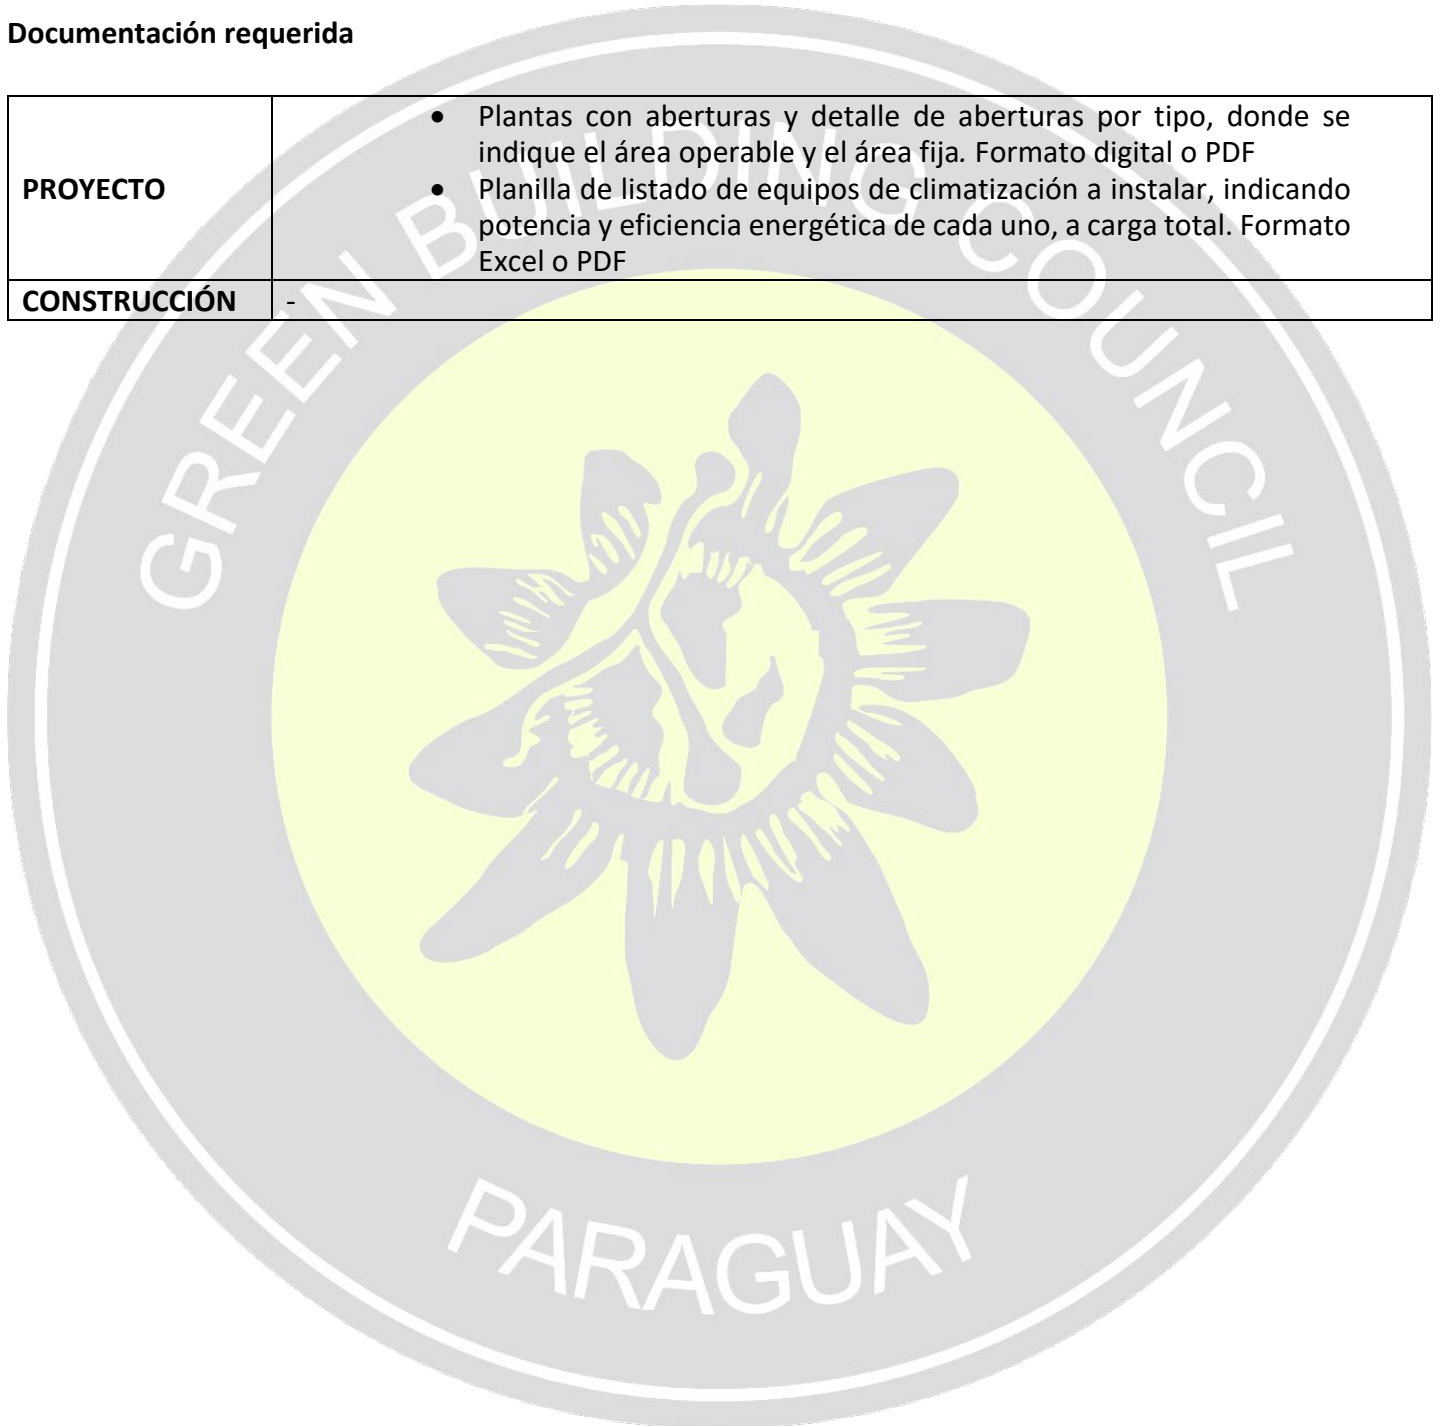 Documentación requerida
PROYECTO
• Plantas con aberturas y detalle de aberturas por tipo, donde se
indique el área operable y el área fija. Formato digital o PDF
• Planilla de listado de equipos de climatización a instalar, indicando
potencia y eficiencia energética de cada uno, a carga total. Formato
Excel o PDF
CONSTRUCCIÓN -
GREEN BUILDING COUNCIL
PARAGUAY